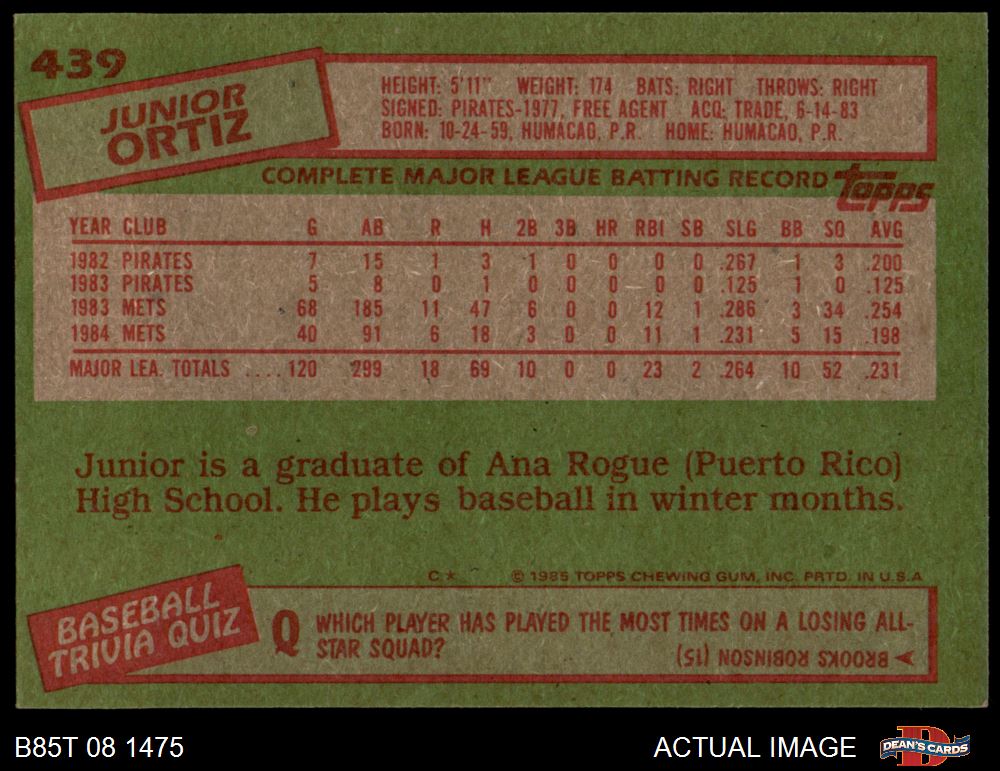 439
JUNIOR
ORTIZ
HEIGHT: 5'11" WEIGHT: 174 BATS: RIGHT THROWS: RIGHT
SIGNED: PIRATES-1977, FREE AGENT ACQ: TRADE, 6-14-83
BORN: 10-24-59, HUMACAO, P.R. HOME: HUMACAO, P.R.
COMPLETE MAJOR LEAGUE BATTING RECORD topps
YEAR CLUB G AB R H 2B 3B HR RBI SB SLG BB SO AVG
1982 PIRATES 7 15 1 3 1 0 0 0 0 .267 1 3 .200
1983 PIRATES 5 8 0 1 0 0 0 0 0 .125 1 0 .125
1983 METS 68 185 11 47 6 0 0 12 1 .286 3 34 .254
1984 METS 40 91 6 18 3 0 0 11 1 .231 5 15 .198
MAJOR LEA. TOTALS ....120 299 18 69 10 0 0 23 2 .264 10 52 .231
Junior is a graduate of Ana Rogue (Puerto Rico)
High School. He plays baseball in winter months.
C* © 1985 TOPPS CHEWING GUM, INC. PRTD. IN U.S.A
BASEBALL
TRIVIA QUIZ
Q WHICH PLAYER HAS PLAYED THE MOST TIMES ON A LOSING ALL-
STAR SQUAD?
BROOKS ROBINSON (15)
B85T 08 1475 ACTUAL IMAGE DEAN'S CARDS